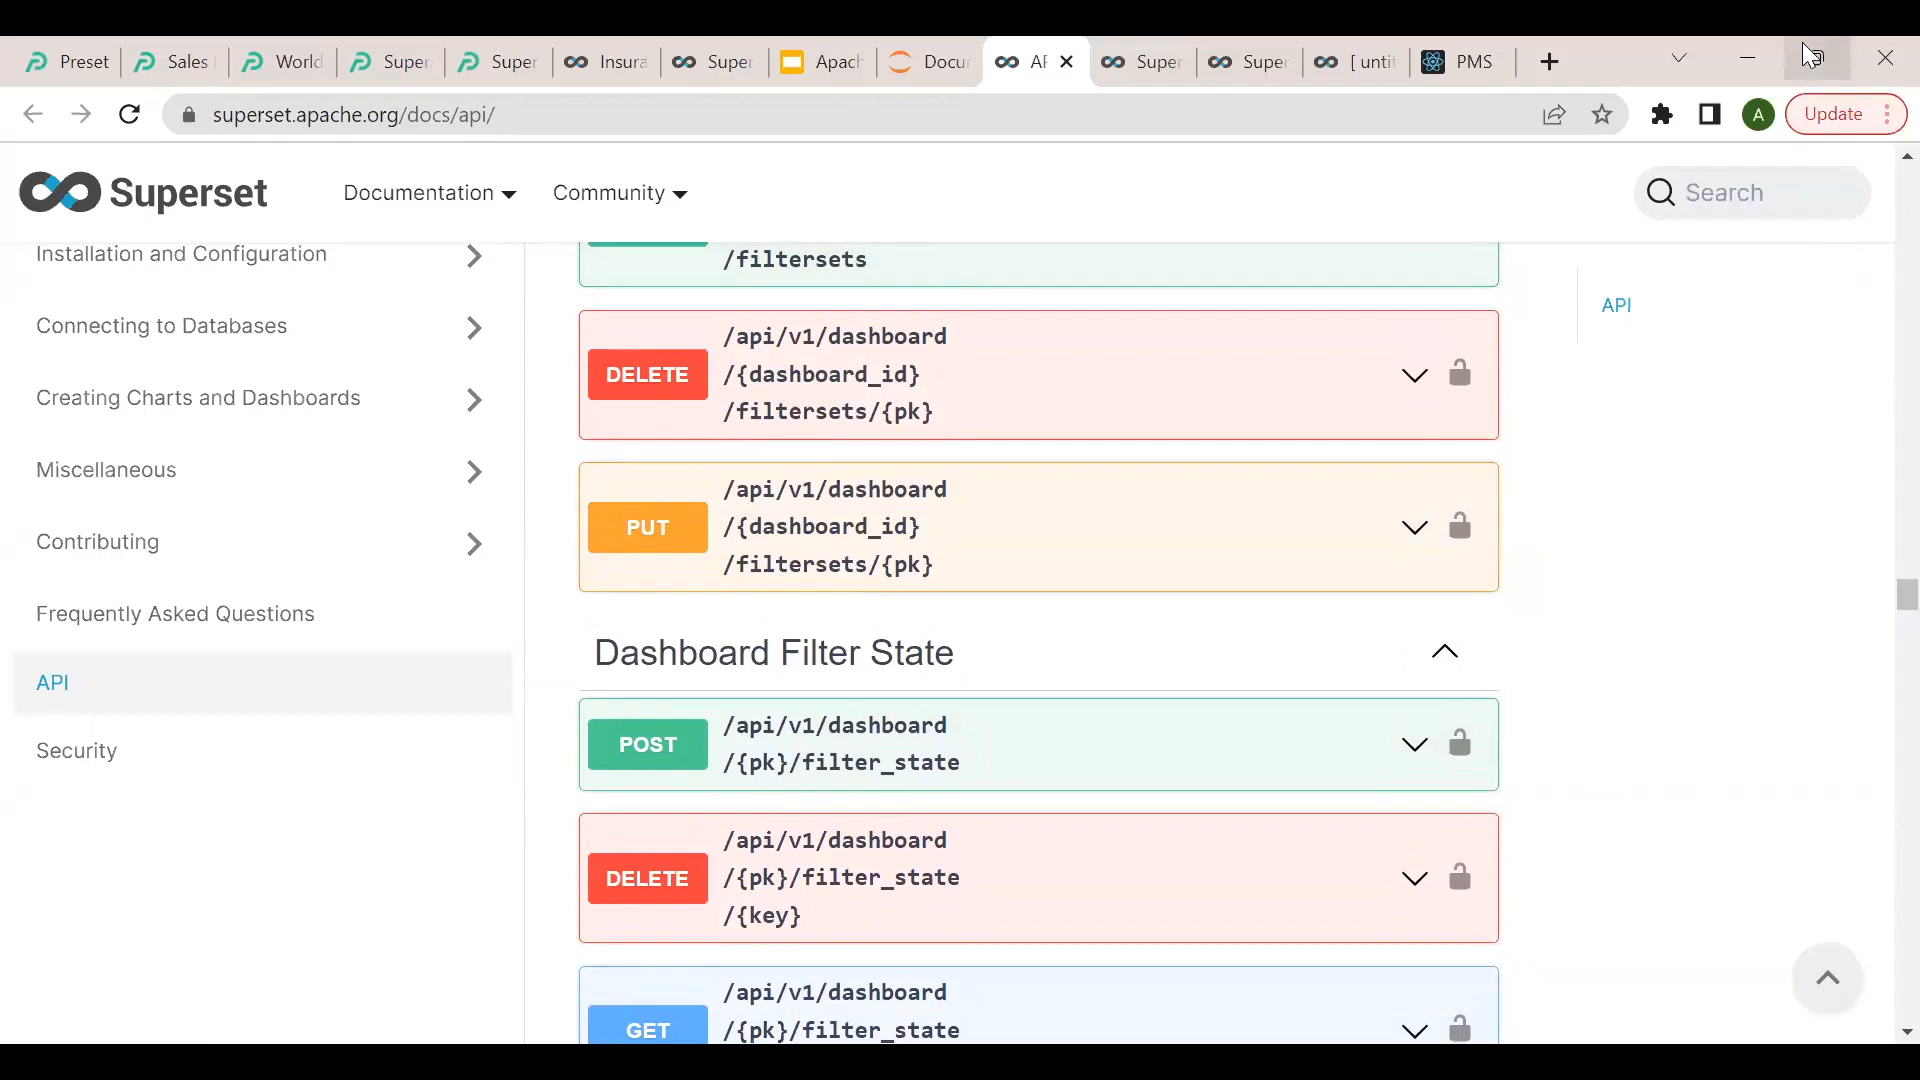 Preset
Sales
World
Super
Super
Insura
Super
Apach
Docu
AP
Super
Super
[ unti
PMS
superset.apache.org/docs/api/
A
Update
Superset
Documentation
Community
Search
Installation and Configuration
Connecting to Databases
Creating Charts and Dashboards
Miscellaneous
Contributing
Frequently Asked Questions
API
Security
/filtersets
DELETE
/api/v1/dashboard
/{dashboard_id}
/filtersets/{pk}
PUT
/api/v1/dashboard
/{dashboard_id}
/filtersets/{pk}
Dashboard Filter State
POST
/api/v1/dashboard
/{pk}/filter_state
DELETE
/api/v1/dashboard
/{pk}/filter_state
/{key}
GET
/api/v1/dashboard
/{pk}/filter_state
API